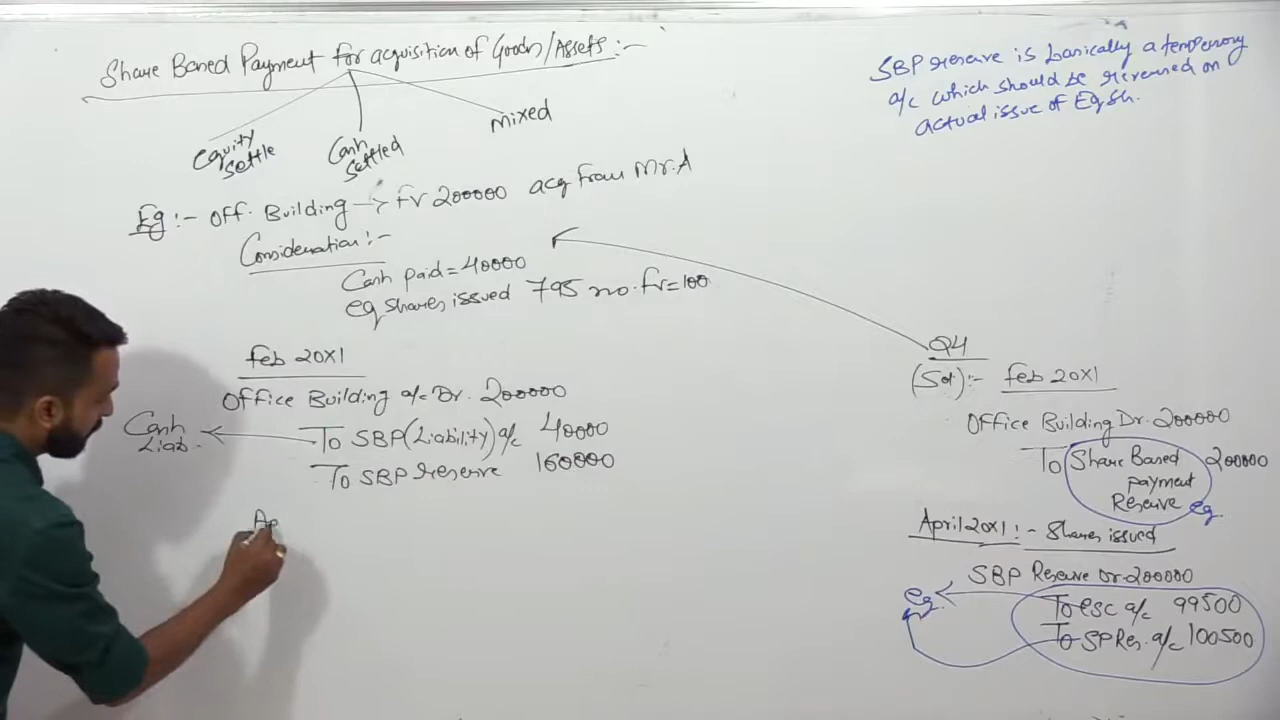 Share Based Payment for acquisition of Goods/Assets:-
Equity Settle
Cash Settled
mixed
Eg:- Off. Building → FV 200000 acq from Mr. A
Consideration:-
Cash paid = 40000
eq shares issued 795 no. FV=100
Feb 20X1
Office Building a/c Dr. 200000
To SBP (Liability) a/c 40000
Cash Liab.
To SBP reserve 160000
Ap
SBP reserve is basically a temporory
a/c which should be reversed on
actual issue of Eq Sh.
Q4
(Sol):- Feb 20X1
Office Building Dr. 200000
To Share Based 200000
payment
Reserve eq.
April 20X1:- Shares issued
SBP Reserve Dr. 200000
eq.
To ESC a/c 99500
To SP Res. a/c 100500